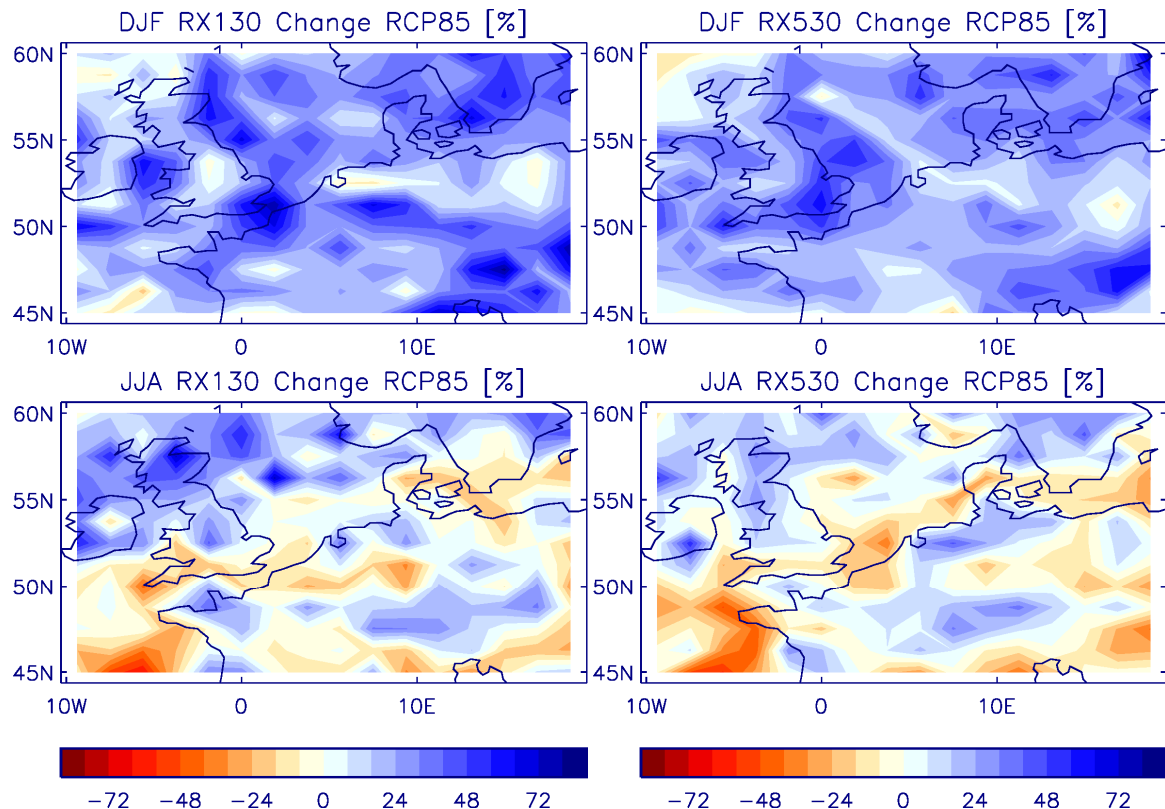 DJF RX130 Change RCP85 [%]
DJF RX530 Change RCP85 [%]
60N
55N
50N
45N
10W 0 10E
60N
55N
50N
45N
10W 0 10E
JJA RX130 Change RCP85 [%]
JJA RX530 Change RCP85 [%]
60N
55N
50N
45N
10W 0 10E
60N
55N
50N
45N
10W 0 10E
−72 −48 −24 0 24 48 72
−72 −48 −24 0 24 48 72